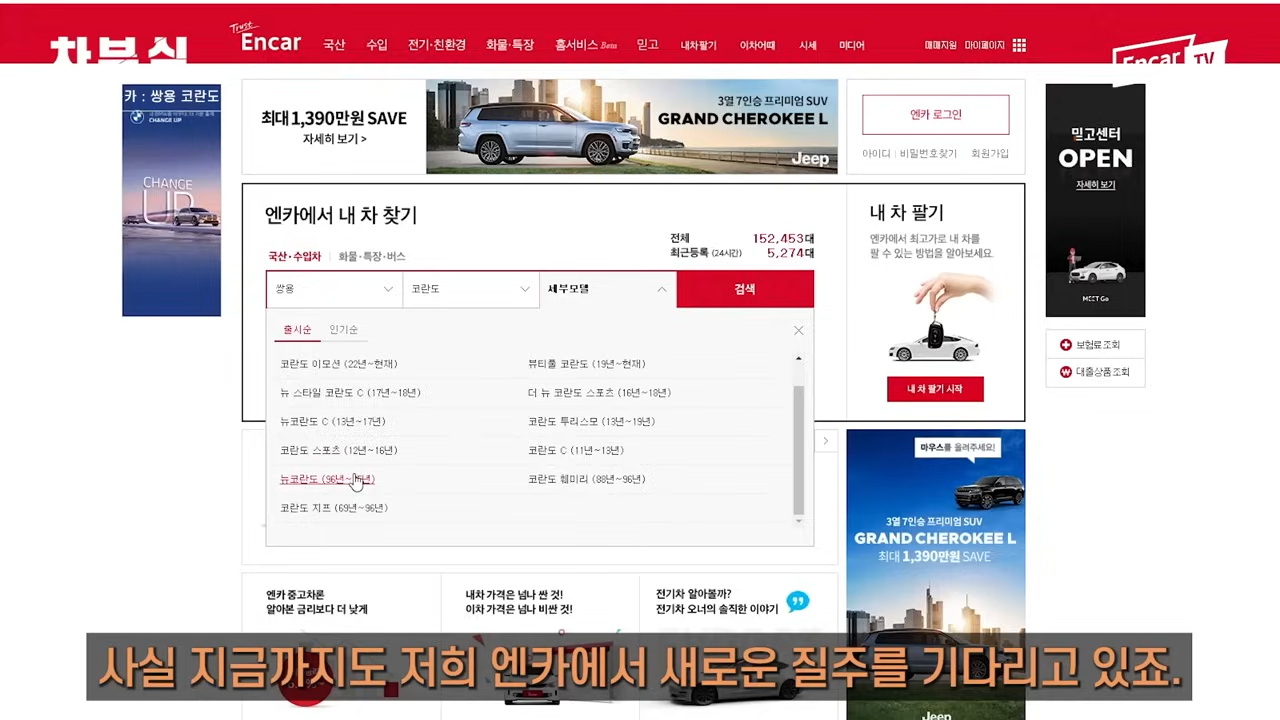 차부심
Trust
Encar
국산 수입 전기·친환경 화물·특장 홈서비스 Beta 믿고 내차팔기 이차어때 시세 미디어
매매지원 마이페이지
Encar TV
카 : 쌍용 코란도
CHANGE UP
CHANGE
UP
최대 1,390만원 SAVE
자세히 보기 >
3열 7인승 프리미엄 SUV
GRAND CHEROKEE L
Jeep
엔카 로그인
아이디 | 비밀번호찾기 회원가입
믿고센터
OPEN
자세히 보기
MEET Go
엔카에서 내 차 찾기
전체 152,453대
최근등록 (24시간) 5,274대
국산·수입차 | 화물·특장·버스
쌍용 코란도 세부모델 검색
출시순 인기순
코란도 이모션 (22년~현재) 뷰티풀 코란도 (19년~현재)
뉴 스타일 코란도 C (17년~18년) 더 뉴 코란도 스포츠 (16년~18년)
뉴코란도 C (13년~17년) 코란도 투리스모 (13년~19년)
코란도 스포츠 (12년~16년) 코란도 C (11년~13년)
뉴코란도 (96년~ 코란도 훼미리 (88년~96년)
코란도 지프 (69년~96년)
내 차 팔기
엔카에서 최고가로 내 차를
팔 수 있는 방법을 알아보세요.
내 차 팔기 시작
보험료조회
대출상품조회
마우스를 올려주세요!
3열 7인승 프리미엄 SUV
GRAND CHEROKEE L
최대 1,390만원 SAVE
Jeep
엔카 중고차론
알아본 금리보다 더 낮게
내차 가격은 넘나 싼 것!
이차 가격은 넘나 비싼 것!
전기차 알아볼까?
전기차 오너의 솔직한 이야기
사실 지금까지도 저희 엔카에서 새로운 질주를 기다리고 있죠.